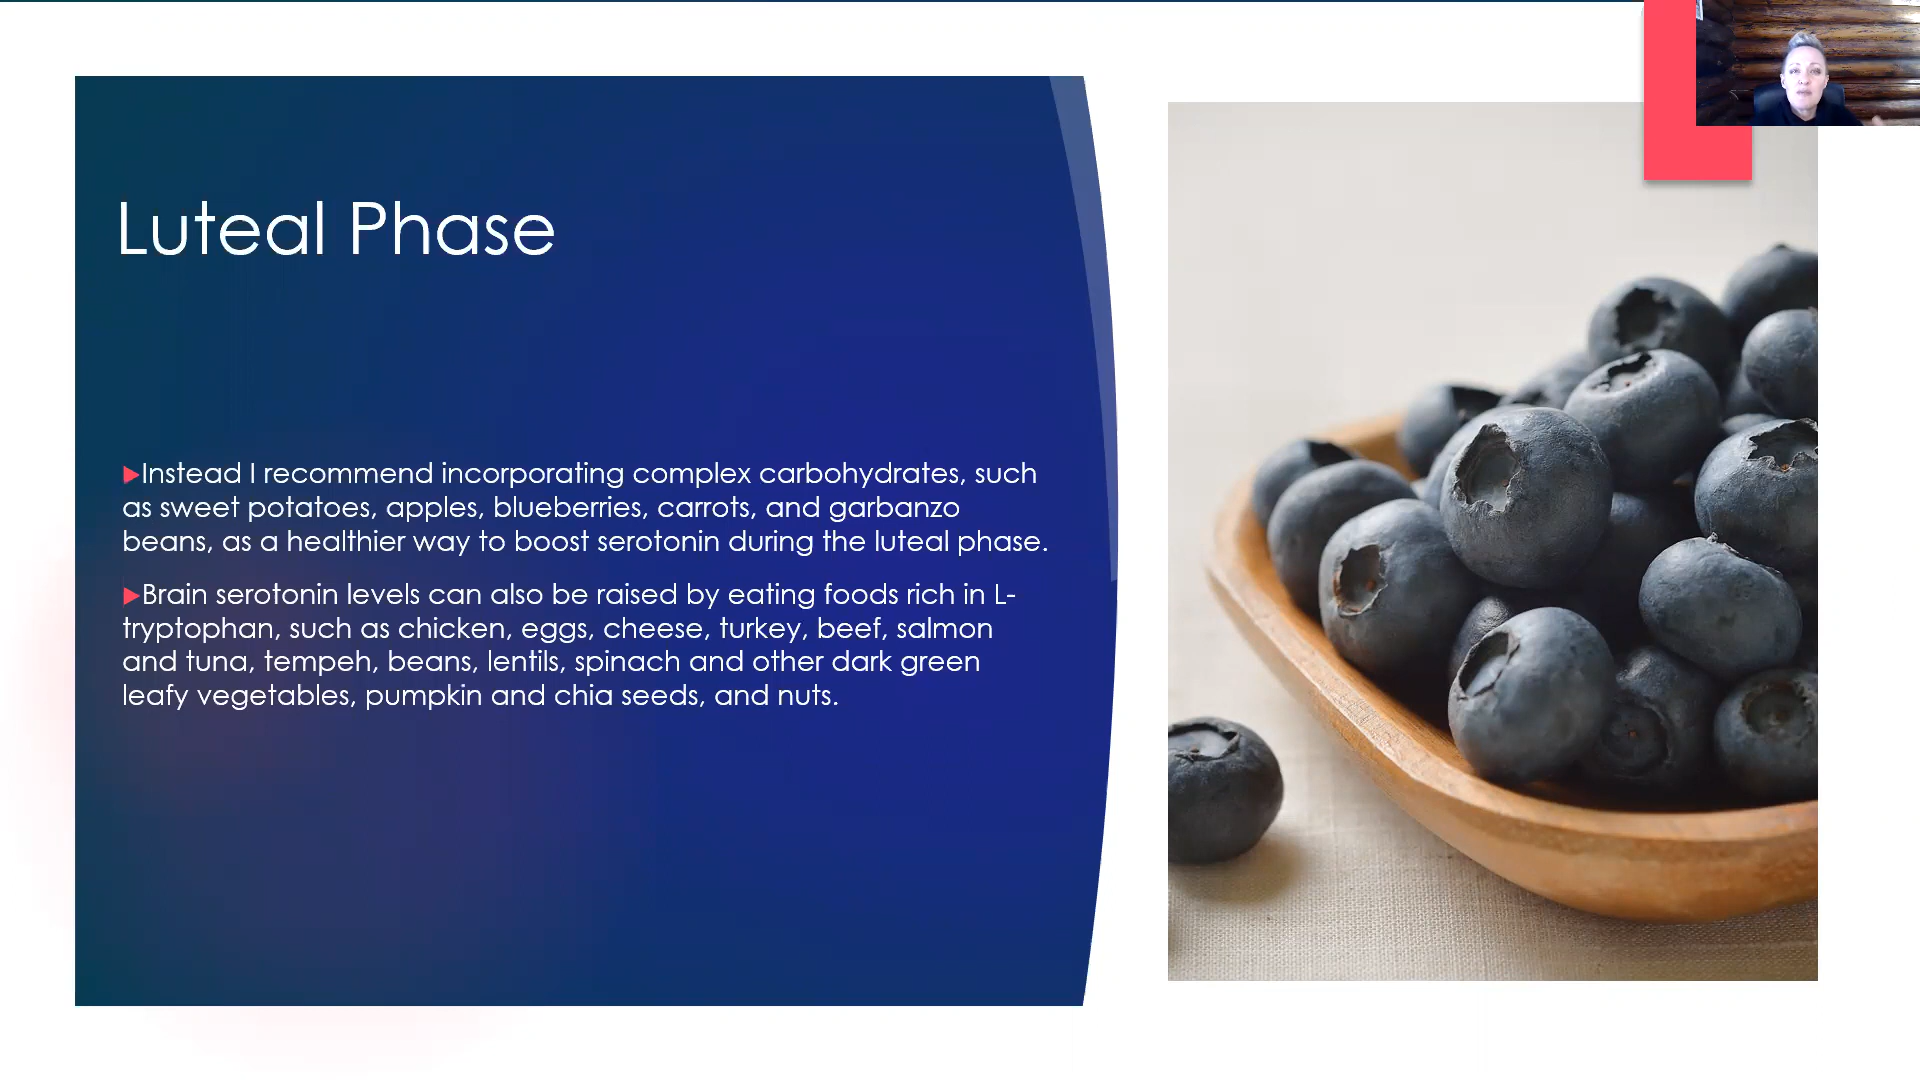 Luteal Phase
Instead I recommend incorporating complex carbohydrates, such
as sweet potatoes, apples, blueberries, carrots, and garbanzo
beans, as a healthier way to boost serotonin during the luteal phase.
Brain serotonin levels can also be raised by eating foods rich in L-
tryptophan, such as chicken, eggs, cheese, turkey, beef, salmon
and tuna, tempeh, beans, lentils, spinach and other dark green
leafy vegetables, pumpkin and chia seeds, and nuts.